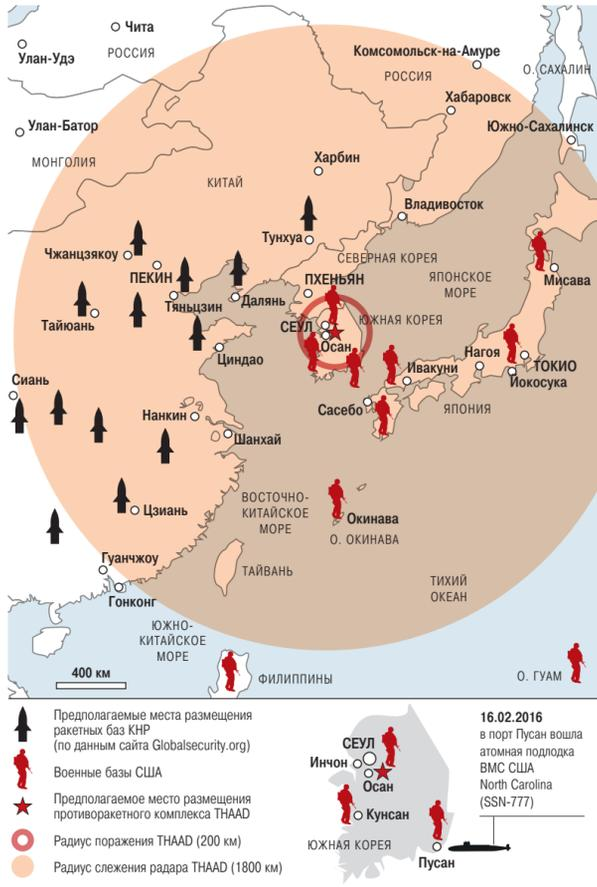 Чита
Улан-Удэ
РОССИЯ
Комсомольск-на-Амуре
РОССИЯ
О. САХАЛИН
Хабаровск
Улан-Батор
Южно-Сахалинск
МОНГОЛИЯ
Харбин
КИТАЙ
Владивосток
Тунхуа
Чжанцзякоу
СЕВЕРНАЯ КОРЕЯ
ПЕКИН
ПХЕНЬЯН
ЯПОНСКОЕ
МОРЕ
Мисава
Тяньцзин
Далянь
Тайюань
СЕУЛ
ЮЖНАЯ КОРЕЯ
Осан
Циндао
Нагоя
ТОКИО
Ивакуни
Йокосука
Сиань
Сасебо
ЯПОНИЯ
Нанкин
Шанхай
Цзиань
ВОСТОЧНО-
КИТАЙСКОЕ
МОРЕ
Окинава
О. ОКИНАВА
Гуанчжоу
ТАЙВАНЬ
ТИХИЙ
ОКЕАН
Гонконг
ЮЖНО-
КИТАЙСКОЕ
МОРЕ
400 км
ФИЛИППИНЫ
О. ГУАМ
Предполагаемые места размещения
ракетных баз КНР
(по данным сайта Globalsecurity.org)
Военные базы США
Предполагаемое место размещения
противоракетного комплекса THAAD
Радиус поражения THAAD (200 км)
Радиус слежения радара THAAD (1800 км)
СЕУЛ
Инчон
Осан
Кунсан
ЮЖНАЯ КОРЕЯ
Пусан
16.02.2016
в порт Пусан вошла
атомная подлодка
ВМС США
North Carolina
(SSN-777)